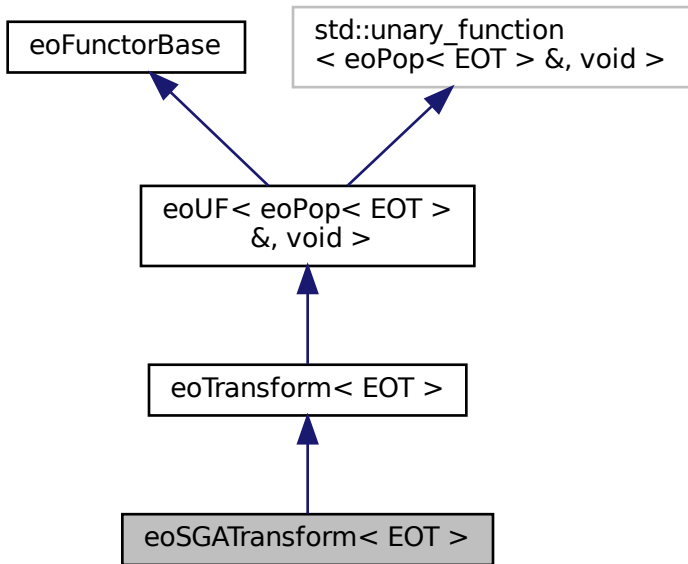 eoFunctorBase
std::unary_function
< eoPop< EOT > &, void >
eoUF< eoPop< EOT >
&, void >
eoTransform< EOT >
eoSGATransform< EOT >